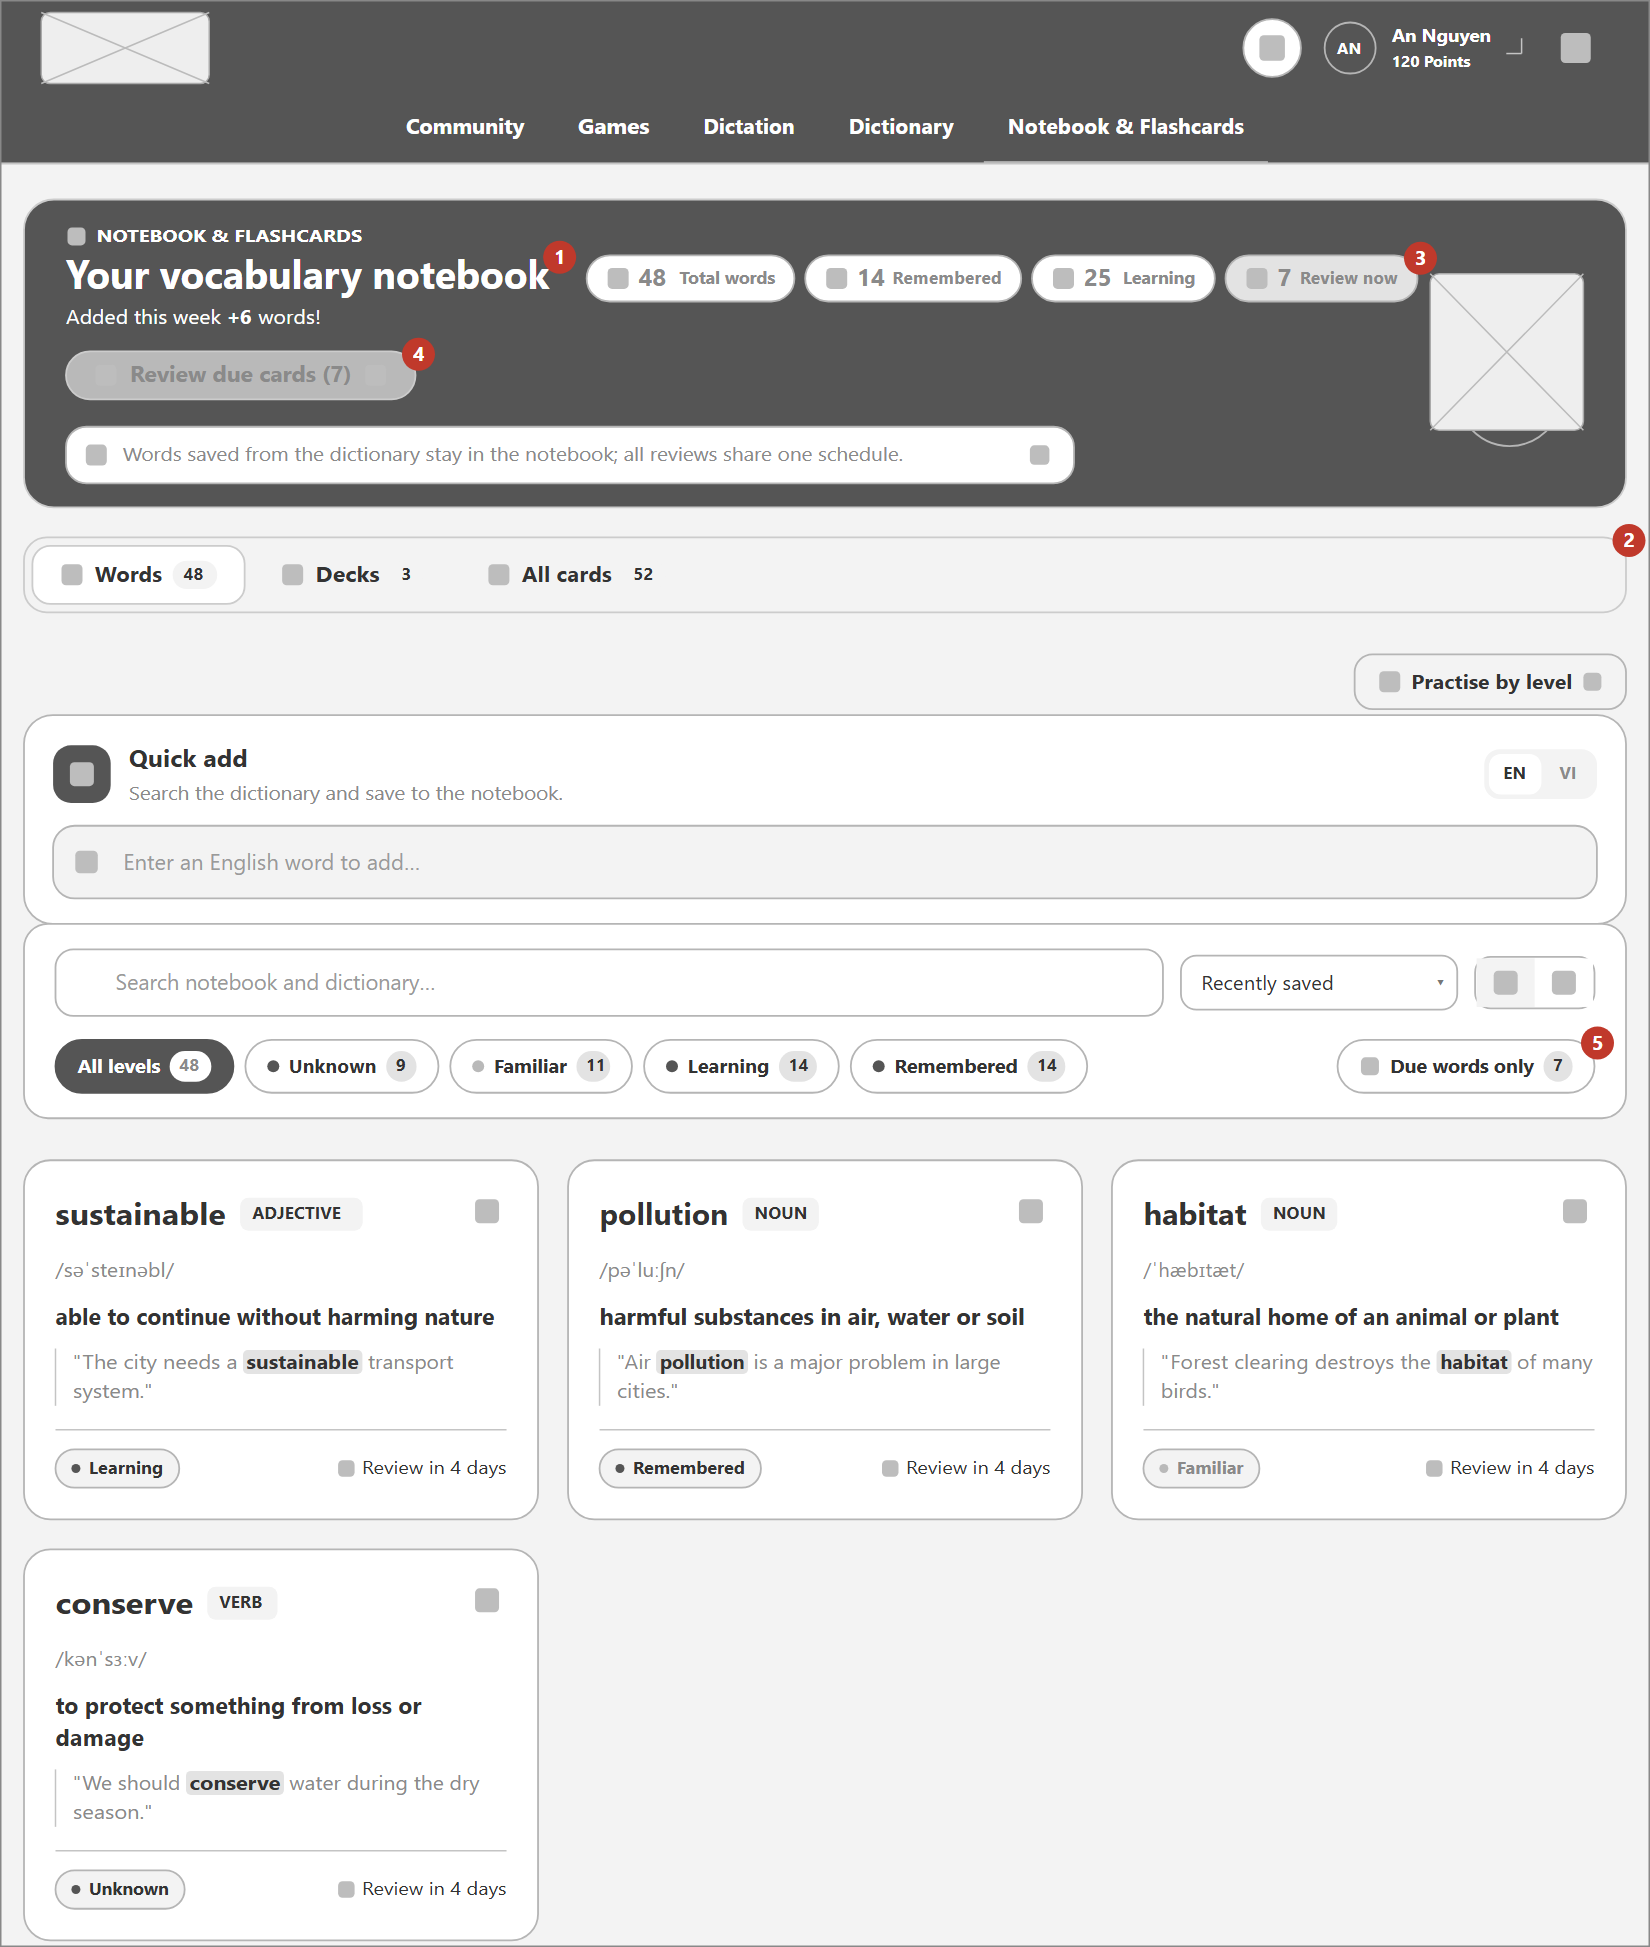 AN
An Nguyen
120 Points
Community
Games
Dictation
Dictionary
Notebook & Flashcards
NOTEBOOK & FLASHCARDS
Your vocabulary notebook
1
48 Total words
14 Remembered
25 Learning
7 Review now
3
Added this week +6 words!
Review due cards (7)
4
Words saved from the dictionary stay in the notebook; all reviews share one schedule.
2
Words 48
Decks 3
All cards 52
Practise by level
Quick add
Search the dictionary and save to the notebook.
EN
VI
Enter an English word to add...
Search notebook and dictionary...
Recently saved
All levels 48
Unknown 9
Familiar 11
Learning 14
Remembered 14
Due words only 7
5
sustainable ADJECTIVE
/səˈsteɪnəbl/
able to continue without harming nature
"The city needs a sustainable transport
system."
Learning
Review in 4 days
pollution NOUN
/pəˈluːʃn/
harmful substances in air, water or soil
"Air pollution is a major problem in large
cities."
Remembered
Review in 4 days
habitat NOUN
/ˈhæbɪtæt/
the natural home of an animal or plant
"Forest clearing destroys the habitat of many
birds."
Familiar
Review in 4 days
conserve VERB
/kənˈsɜːv/
to protect something from loss or
damage
"We should conserve water during the dry
season."
Unknown
Review in 4 days